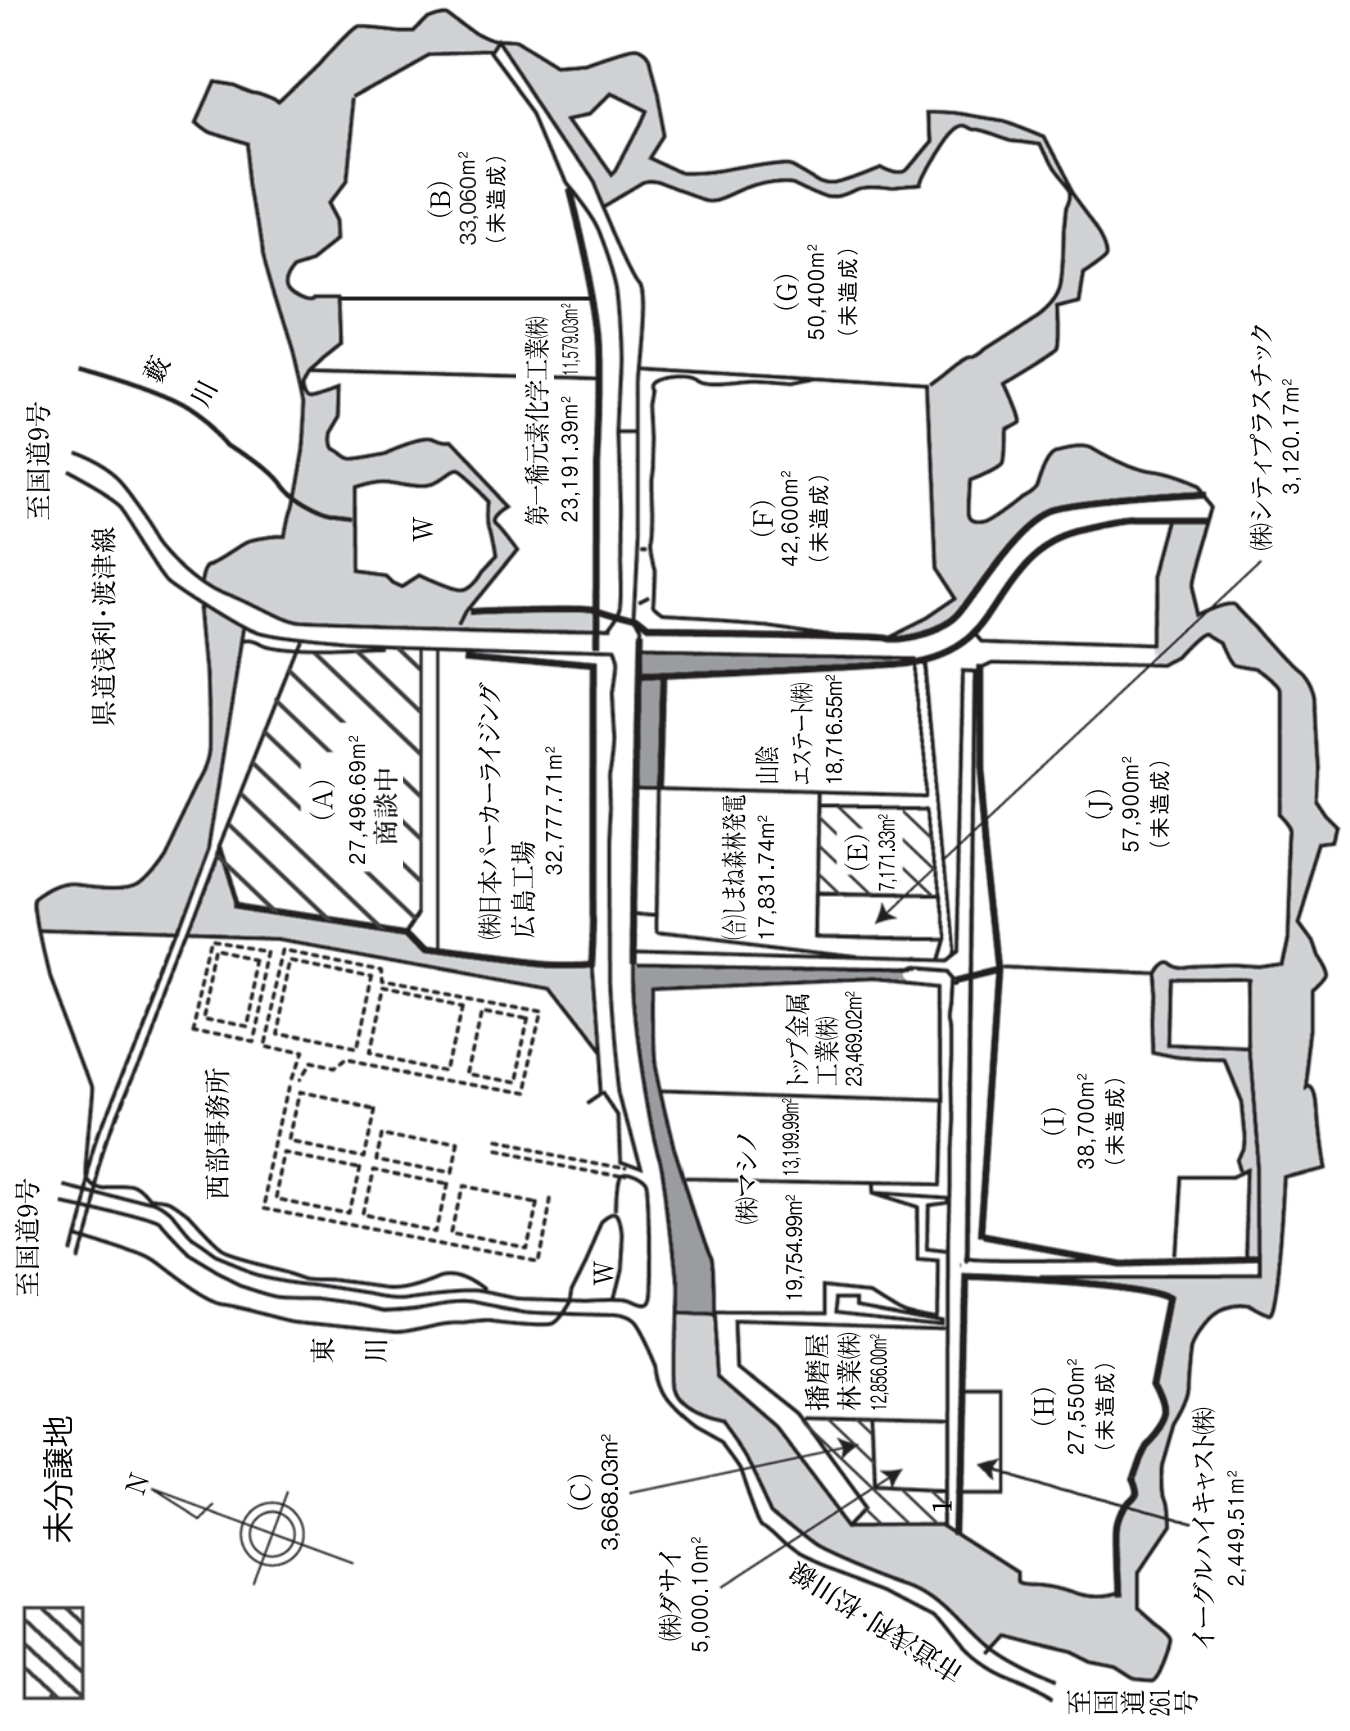 未分譲地
N
至国道9号
至国道9号
県道浅利・渡津線
藪
川
東
川
西部事務所
W
W
(A)
27,496.69m²
商談中
㈱日本パーカーライジング
広島工場
32,777.71m²
第一稀元素化学工業㈱
23,191.39m²
11,579.03m²
(B)
33,060m²
(未造成)
(G)
50,400m²
(未造成)
(F)
42,600m²
(未造成)
山陰
エステート㈱
18,716.55m²
(合)しまね森林発電
17,831.74m²
(E)
7,171.33m²
㈱シティプラスチック
3,120.17m²
トップ金属
工業㈱
23,469.02m²
㈱マシノ
13,199.99m²
19,754.99m²
播磨屋
林業㈱
12,856.00m²
(C)
3,668.03m²
㈱ダサイ
5,000.10m²
1
(J)
57,900m²
(未造成)
(I)
38,700m²
(未造成)
(H)
27,550m²
(未造成)
イーグルハイキャスト㈱
2,449.51m²
市道浅利・松川線
至国道261号